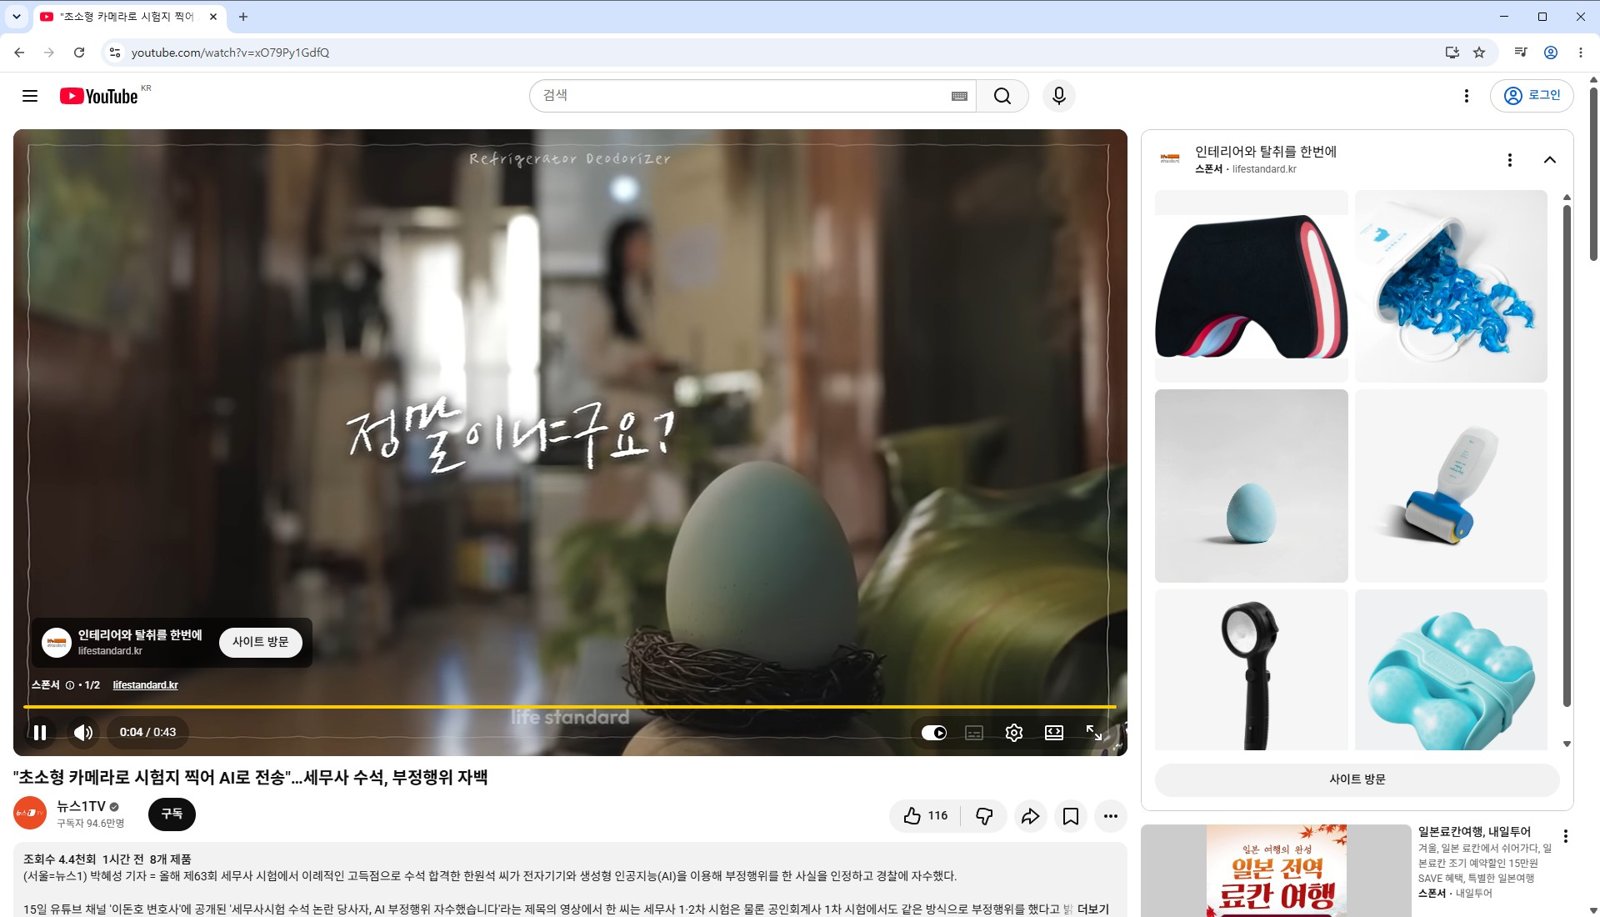 "초소형 카메라로 시험지 찍어
youtube.com/watch?v=xO79Py1GdfQ
YouTube KR
검색
로그인
Refrigerator Deodorizer
정말이냐구요?
인테리어와 탈취를 한번에
lifestandard.kr
사이트 방문
스폰서 · 1/2 lifestandard.kr
life standard
0:04 / 0:43
인테리어와 탈취를 한번에
스폰서 · lifestandard.kr
사이트 방문
"초소형 카메라로 시험지 찍어 AI로 전송"...세무사 수석, 부정행위 자백
뉴스1TV
구독자 94.6만명
구독
116
조회수 4.4천회 1시간 전 8개 제품
(서울=뉴스1) 박혜성 기자 = 올해 제63회 세무사 시험에서 이례적인 고득점으로 수석 합격한 한원석 씨가 전자기기와 생성형 인공지능(AI)을 이용해 부정행위를 한 사실을 인정하고 경찰에 자수했다.
15일 유튜브 채널 '이돈호 변호사'에 공개된 '세무사시험 수석 논란 당사자, AI 부정행위 자수했습니다'라는 제목의 영상에서 한 씨는 세무사 1·2차 시험은 물론 공인회계사 1차 시험에서도 같은 방식으로 부정행위를 했다고 더보기
일본 여행의 완성
일본 전역
료칸 여행
일본료칸여행, 내일투어
겨울, 일본 료칸에서 쉬어가다, 일
본료칸 조기 예약할인 15만원
SAVE 혜택, 특별한 일본여행
스폰서 · 내일투어